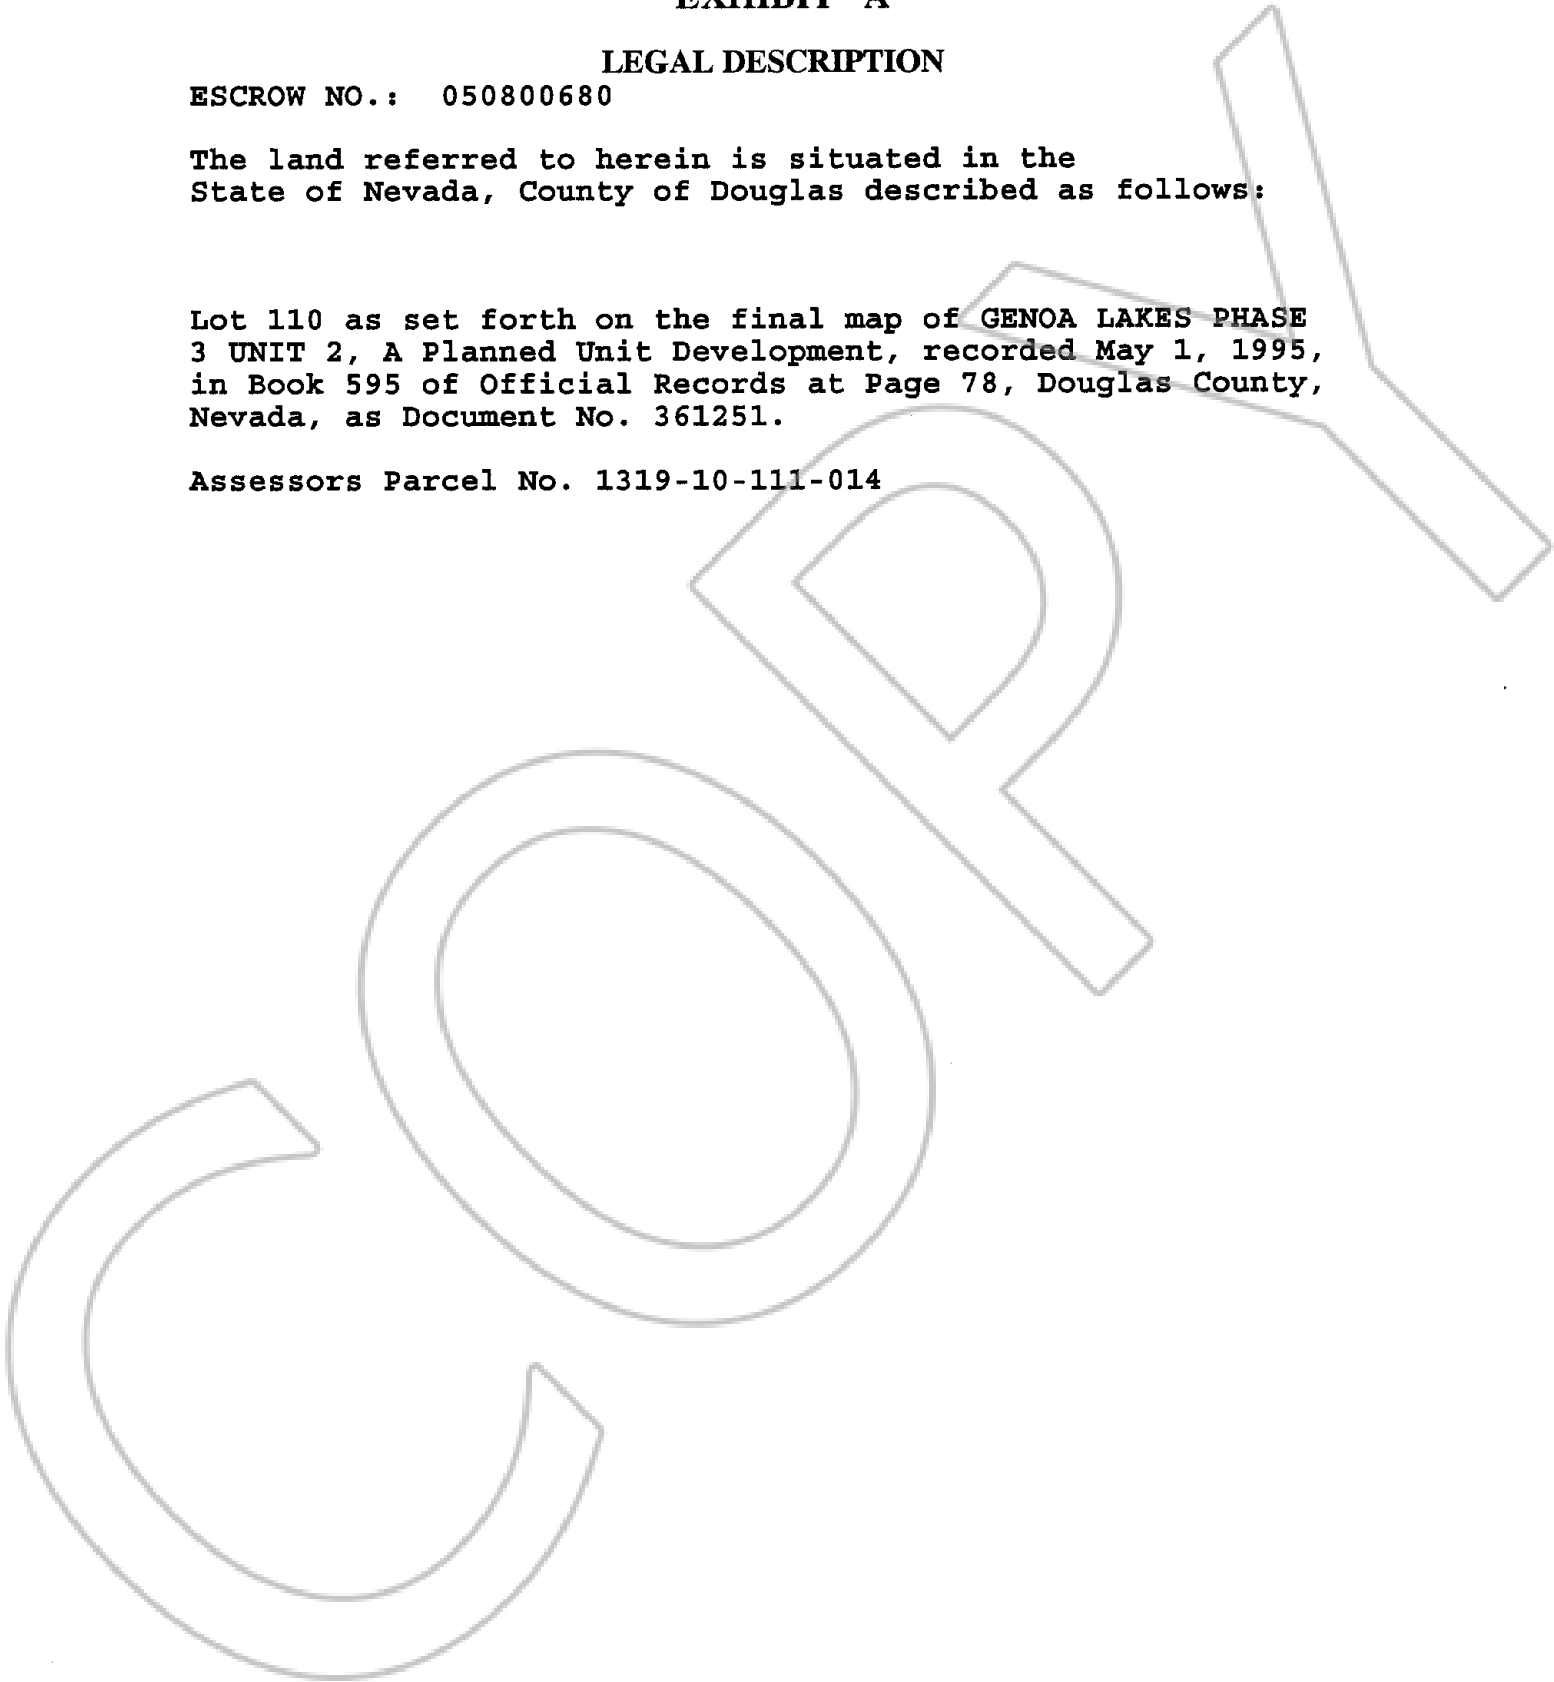 EXHIBIT A
LEGAL DESCRIPTION
ESCROW NO.: 050800680
The land referred to herein is situated in the
State of Nevada, County of Douglas described as follows:
Lot 110 as set forth on the final map of GENOA LAKES PHASE
3 UNIT 2, A Planned Unit Development, recorded May 1, 1995,
in Book 595 of Official Records at Page 78, Douglas County,
Nevada, as Document No. 361251.
Assessors Parcel No. 1319-10-111-014
COPY